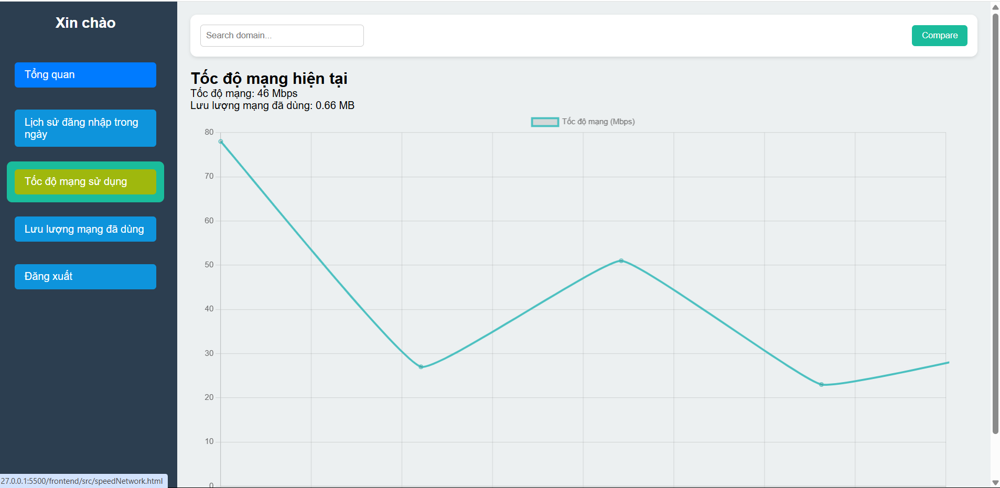 Xin chào
Tổng quan
Lịch sử đăng nhập trong
ngày
Tốc độ mạng sử dụng
Lưu lượng mạng đã dùng
Đăng xuất
27.0.0.1:5500/frontend/src/speedNetwork.html
Search domain...
Compare
Tốc độ mạng hiện tại
Tốc độ mạng: 46 Mbps
Lưu lượng mạng đã dùng: 0.66 MB
Tốc độ mạng (Mbps)
80
70
60
50
40
30
20
10
0